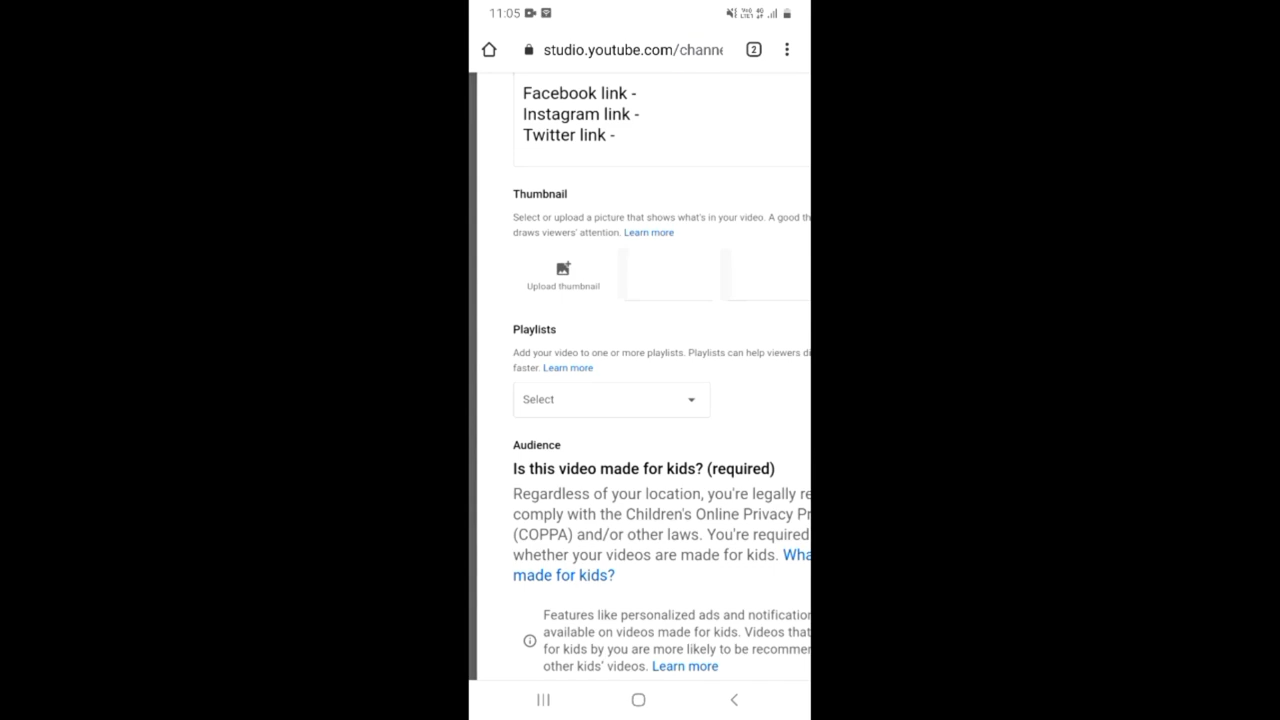 11:05
studio.youtube.com/channe
2
Facebook link -
Instagram link -
Twitter link -
Thumbnail
Select or upload a picture that shows what's in your video. A good th
draws viewers' attention. Learn more
Upload thumbnail
Playlists
Add your video to one or more playlists. Playlists can help viewers di
faster. Learn more
Select
Audience
Is this video made for kids? (required)
Regardless of your location, you're legally re
comply with the Children's Online Privacy Pr
(COPPA) and/or other laws. You're required
whether your videos are made for kids. Wha
made for kids?
Features like personalized ads and notification
available on videos made for kids. Videos that
for kids by you are more likely to be recommen
other kids' videos. Learn more